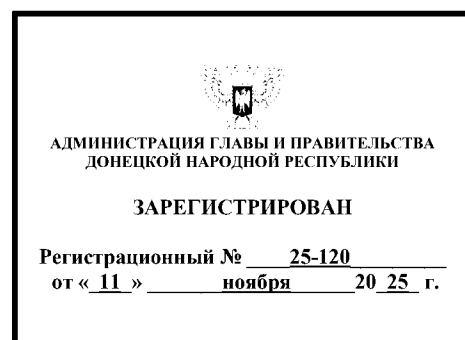 АДМИНИСТРАЦИЯ ГЛАВЫ И ПРАВИТЕЛЬСТВА
ДОНЕЦКОЙ НАРОДНОЙ РЕСПУБЛИКИ
ЗАРЕГИСТРИРОВАН
Регистрационный № 25-120
от « 11 » ноября 20 25 г.